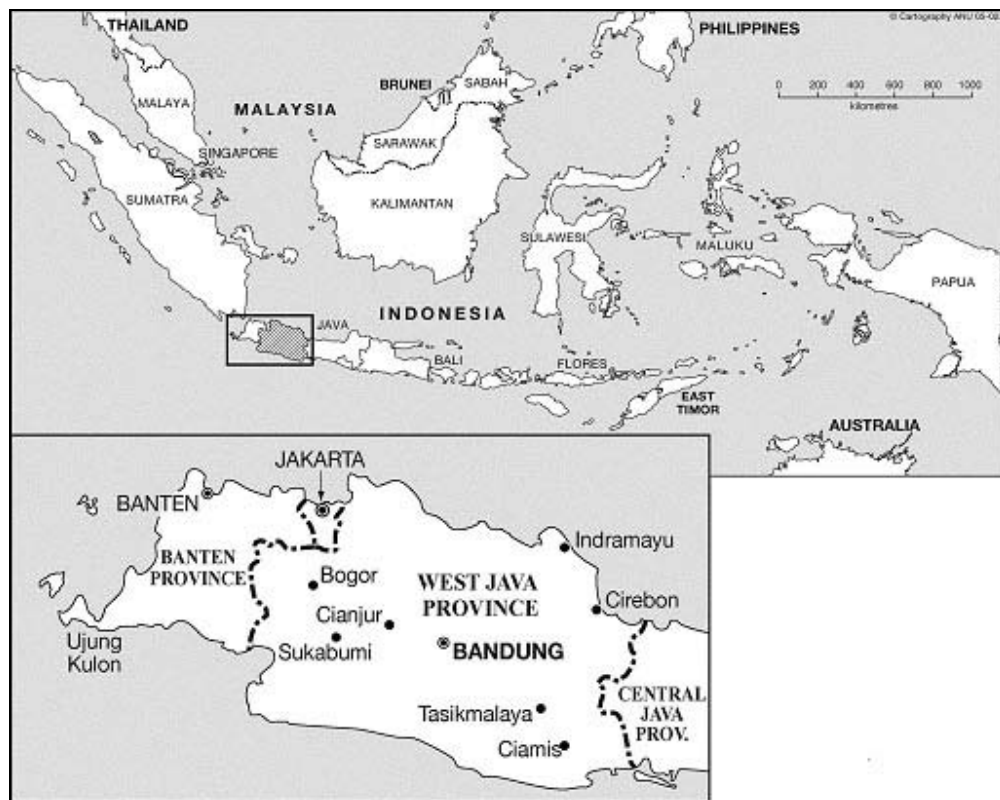 © Cartography ANU 05-02
THAILAND
PHILIPPINES
BRUNEI
SABAH
MALAYA
MALAYSIA
0 200 400 600 800 1000
kilometres
SARAWAK
SINGAPORE
SUMATRA
KALIMANTAN
SULAWESI
MALUKU
PAPUA
INDONESIA
JAVA
BALI
FLORES
EAST
TIMOR
AUSTRALIA
JAKARTA
BANTEN
Indramayu
BANTEN
PROVINCE
Bogor
WEST JAVA
PROVINCE
Cianjur
Cirebon
Ujung
Kulon
Sukabumi
BANDUNG
CENTRAL
JAVA
PROV.
Tasikmalaya
Ciamis